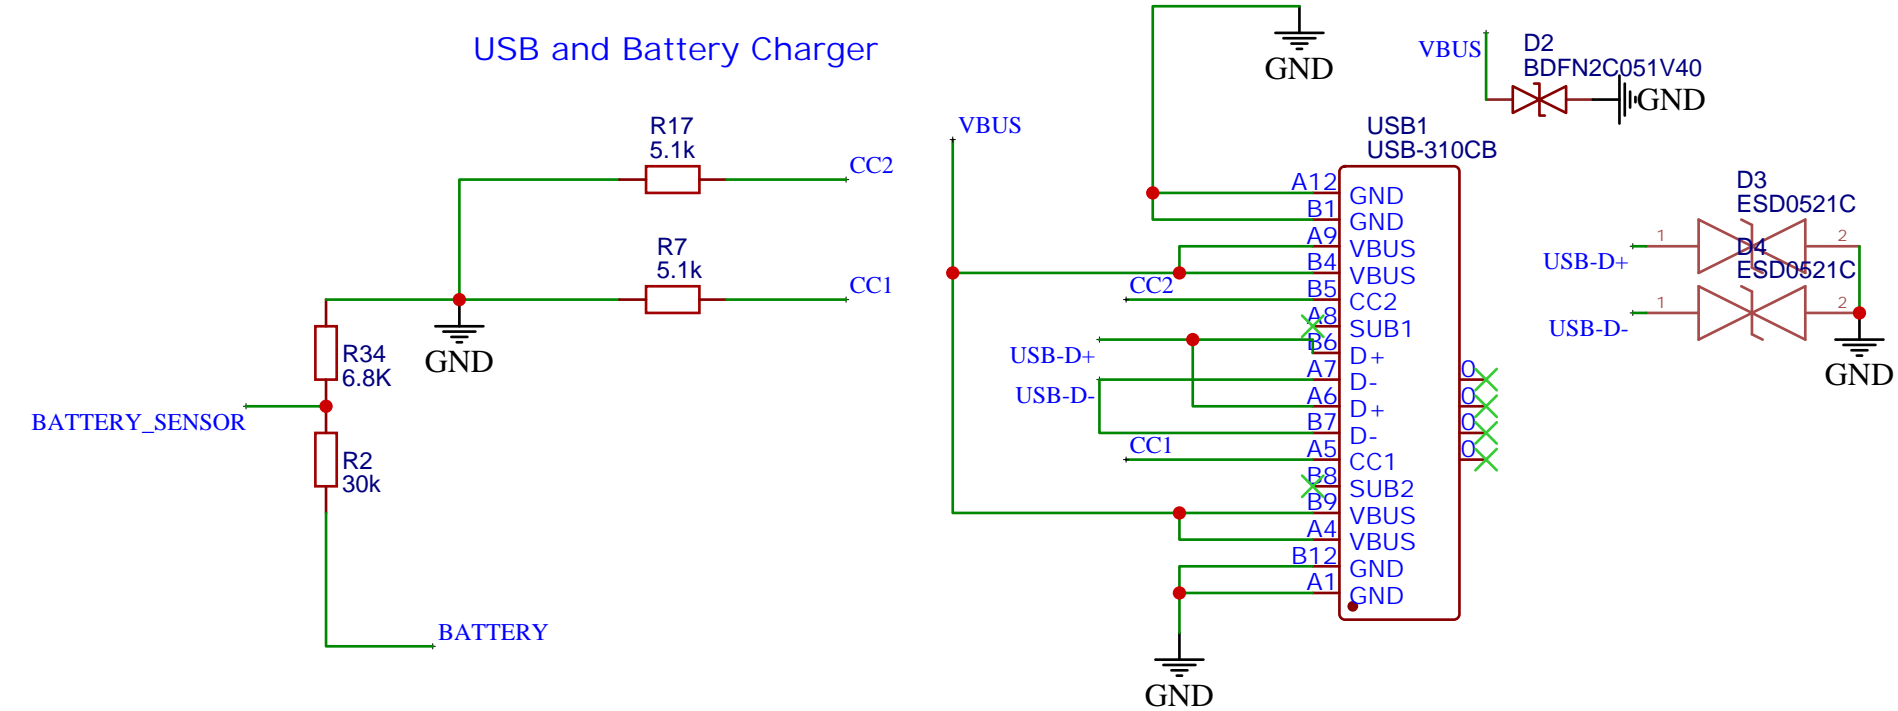 USB and Battery Charger
R17
5.1k
CC2
R7
5.1k
CC1
GND
R34
6.8K
BATTERY_SENSOR
R2
30k
BATTERY
GND
VBUS
VBUS
D2
BDFN2C051V40
GND
USB1
USB-310CB
A12 GND
B1 GND
A9 VBUS
B4 VBUS
CC2 B5 CC2
A8 SUB1
USB-D+ B6 D+
USB-D- A7 D-
A6 D+
B7 D-
CC1 A5 CC1
B8 SUB2
B9 VBUS
A4 VBUS
B12 GND
A1 GND
0
0
0
0
GND
D3
ESD0521C
USB-D+ 1 2
D4
ESD0521C
USB-D- 1 2
GND